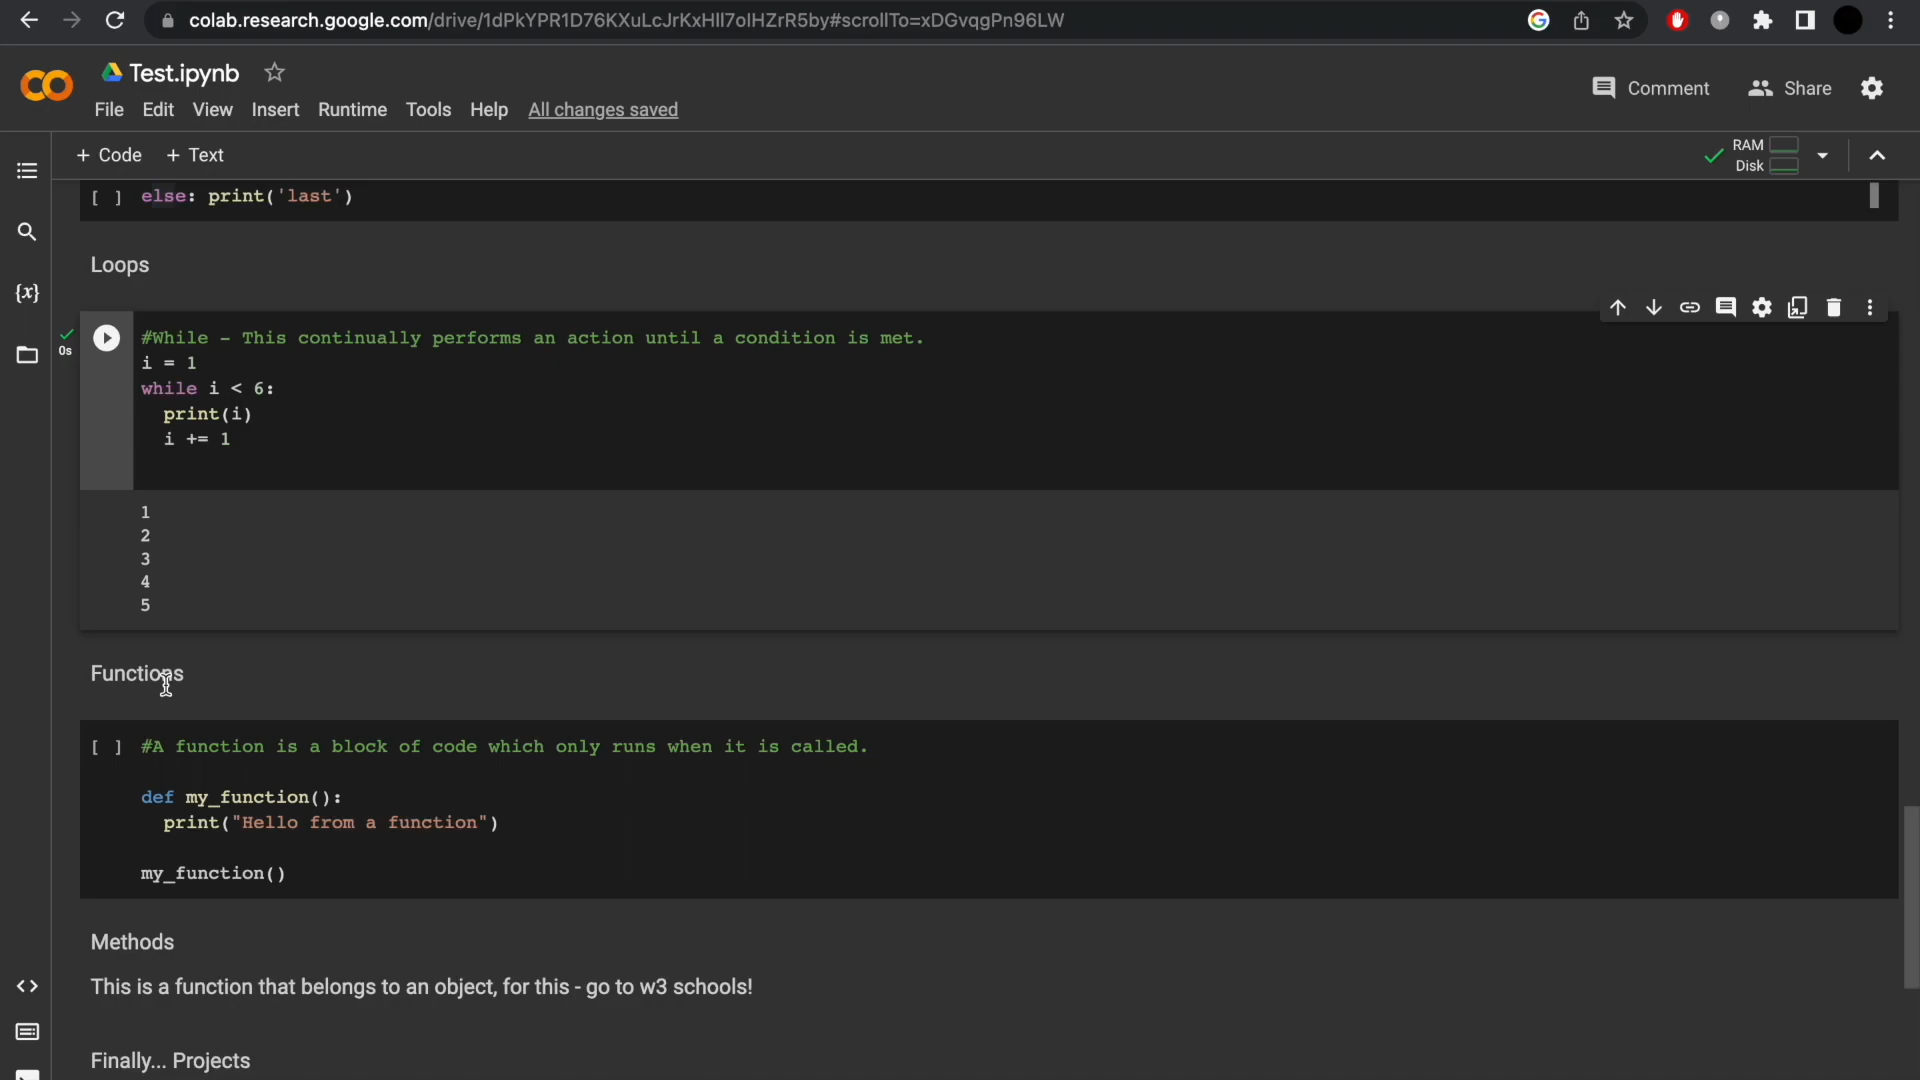 colab.research.google.com/drive/1dPkYPR1D76KXuLcJrKxHIl7oIHZrR5by#scrollTo=xDGvqgPn96LW
Test.ipynb
File Edit View Insert Runtime Tools Help All changes saved
Comment Share
+ Code + Text
RAM
Disk
[ ] else: print('last')
Loops
{x}
0s
#While - This continually performs an action until a condition is met.
i = 1
while i < 6:
  print(i)
  i += 1
1
2
3
4
5
Functions
[ ] #A function is a block of code which only runs when it is called.
def my_function():
  print("Hello from a function")
my_function()
Methods
This is a function that belongs to an object, for this - go to w3 schools!
Finally... Projects